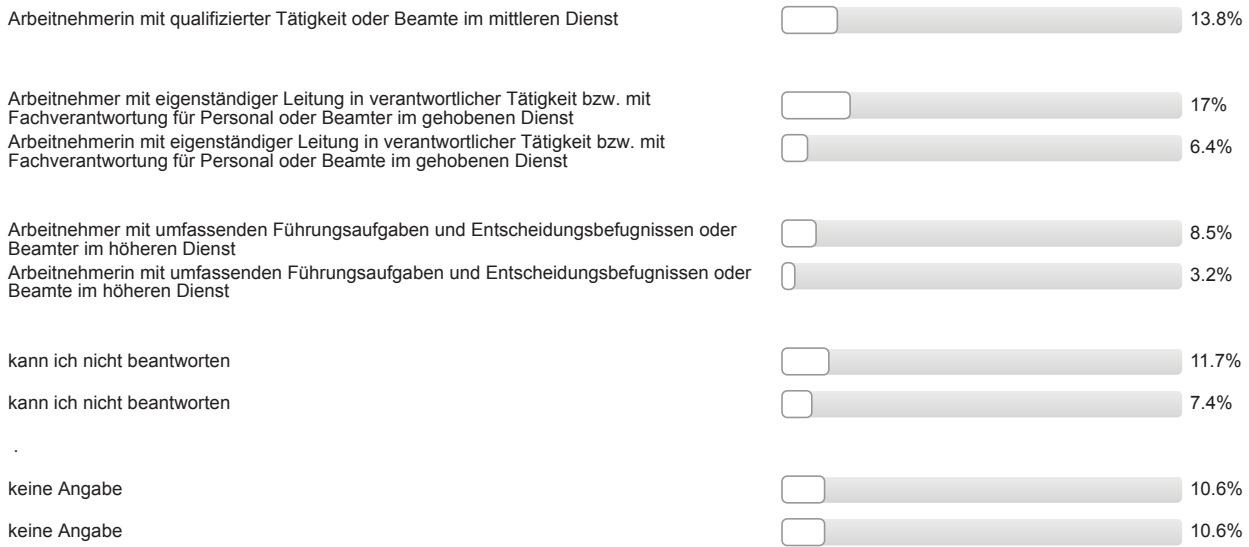 Arbeitnehmerin mit qualifizierter Tätigkeit oder Beamte im mittleren Dienst 13.8%
Arbeitnehmer mit eigenständiger Leitung in verantwortlicher Tätigkeit bzw. mit
Fachverantwortung für Personal oder Beamter im gehobenen Dienst 17%
Arbeitnehmerin mit eigenständiger Leitung in verantwortlicher Tätigkeit bzw. mit
Fachverantwortung für Personal oder Beamte im gehobenen Dienst 6.4%
Arbeitnehmer mit umfassenden Führungsaufgaben und Entscheidungsbefugnissen oder
Beamter im höheren Dienst 8.5%
Arbeitnehmerin mit umfassenden Führungsaufgaben und Entscheidungsbefugnissen oder
Beamte im höheren Dienst 3.2%
kann ich nicht beantworten 11.7%
kann ich nicht beantworten 7.4%
.
keine Angabe 10.6%
keine Angabe 10.6%